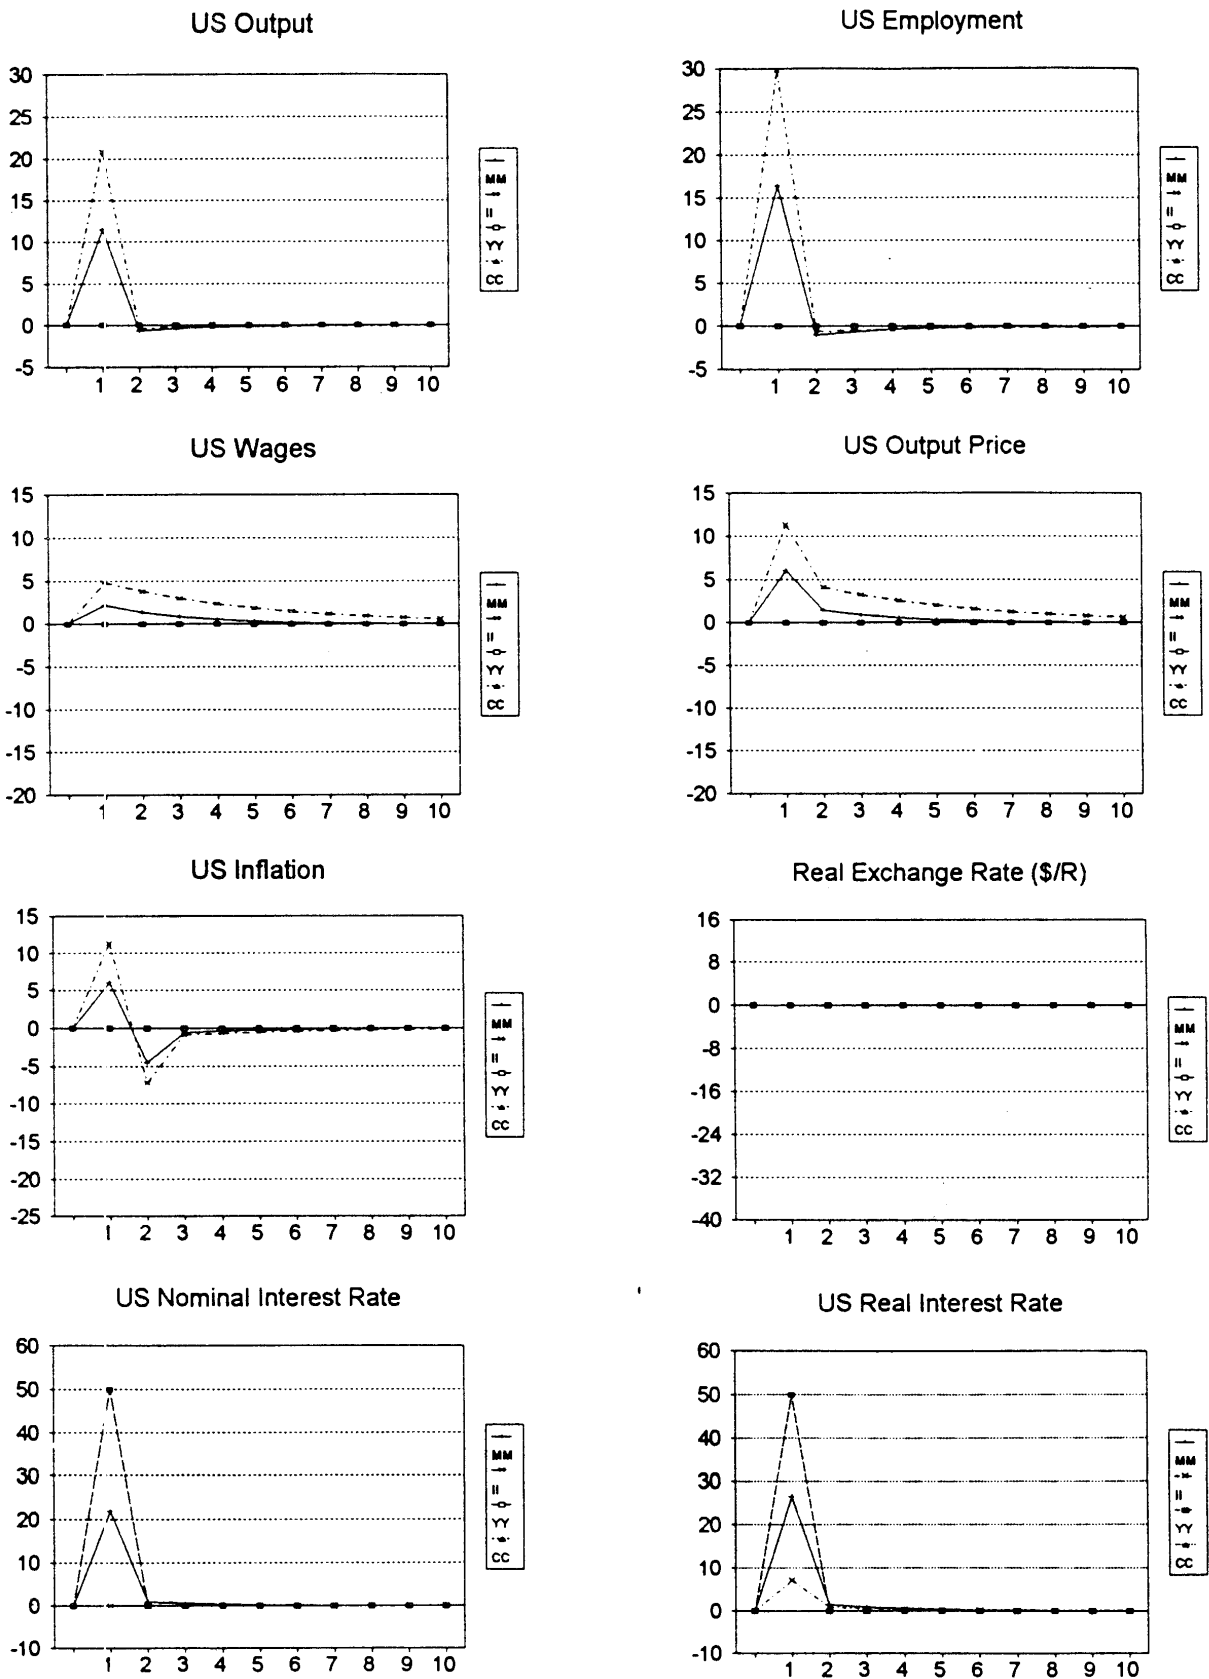 US Output
30
25
20
15
10
5
0
-5
1 2 3 4 5 6 7 8 9 10
MM
II
YY
CC
US Employment
30
25
20
15
10
5
0
-5
1 2 3 4 5 6 7 8 9 10
MM
II
YY
CC
US Wages
15
10
5
0
-5
-10
-15
-20
1 2 3 4 5 6 7 8 9 10
MM
II
YY
CC
US Output Price
15
10
5
0
-5
-10
-15
-20
1 2 3 4 5 6 7 8 9 10
MM
II
YY
CC
US Inflation
15
10
5
0
-5
-10
-15
-20
-25
1 2 3 4 5 6 7 8 9 10
MM
II
YY
CC
Real Exchange Rate ($/R)
16
8
0
-8
-16
-24
-32
-40
1 2 3 4 5 6 7 8 9 10
MM
II
YY
CC
US Nominal Interest Rate
60
50
40
30
20
10
0
-10
1 2 3 4 5 6 7 8 9 10
MM
II
YY
CC
US Real Interest Rate
60
50
40
30
20
10
0
-10
1 2 3 4 5 6 7 8 9 10
MM
II
YY
CC